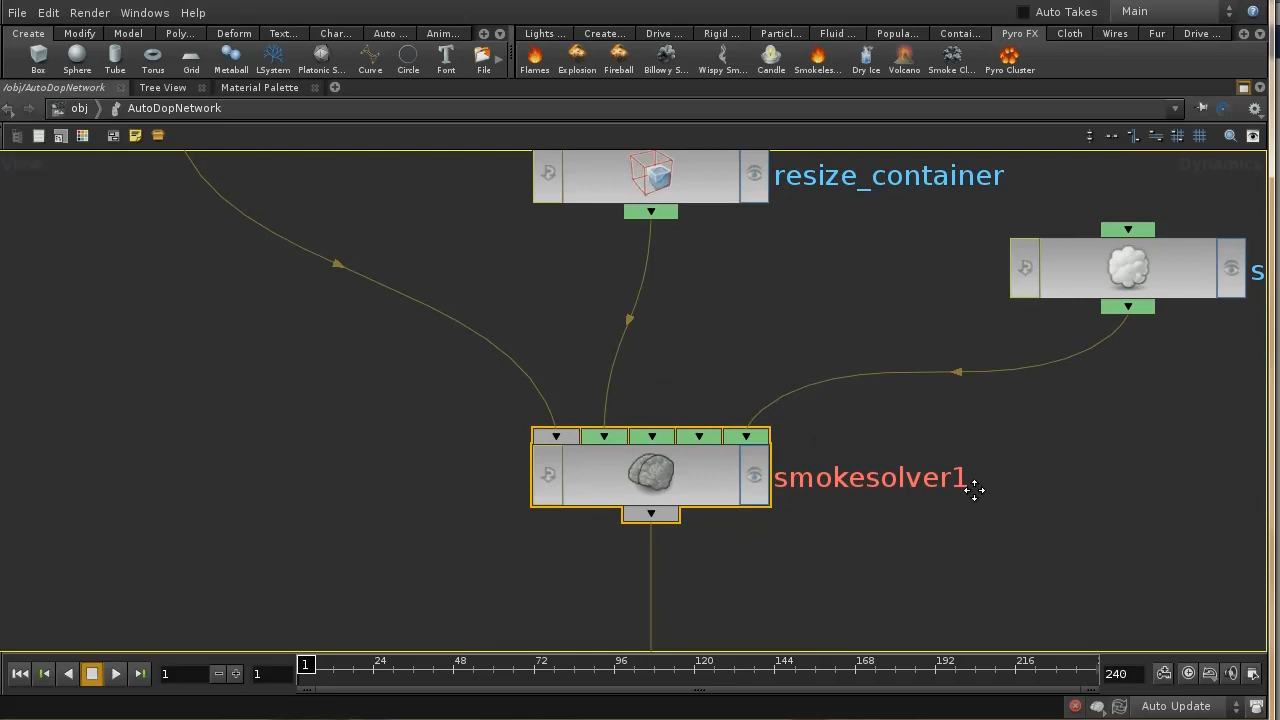 File Edit Render Windows Help Auto Takes Main
Create Modify Model Poly... Deform Text... Char... Auto ... Anim... Lights ... Create... Drive ... Rigid ... Particl... Fluid ... Popula... Contai... Pyro FX Cloth Wires Fur Drive ...
Box Sphere Tube Torus Grid Metaball LSystem Platonic S... Curve Circle Font File Flames Explosion Fireball Billowy S... Wispy Sm... Candle Smokeles... Dry Ice Volcano Smoke Cl... Pyro Cluster
/obj/AutoDopNetwork Tree View Material Palette
obj AutoDopNetwork
View Dynamics
resize_container
s
smokesolver1
1 1 1 24 48 72 96 120 144 168 192 216 240
Auto Update